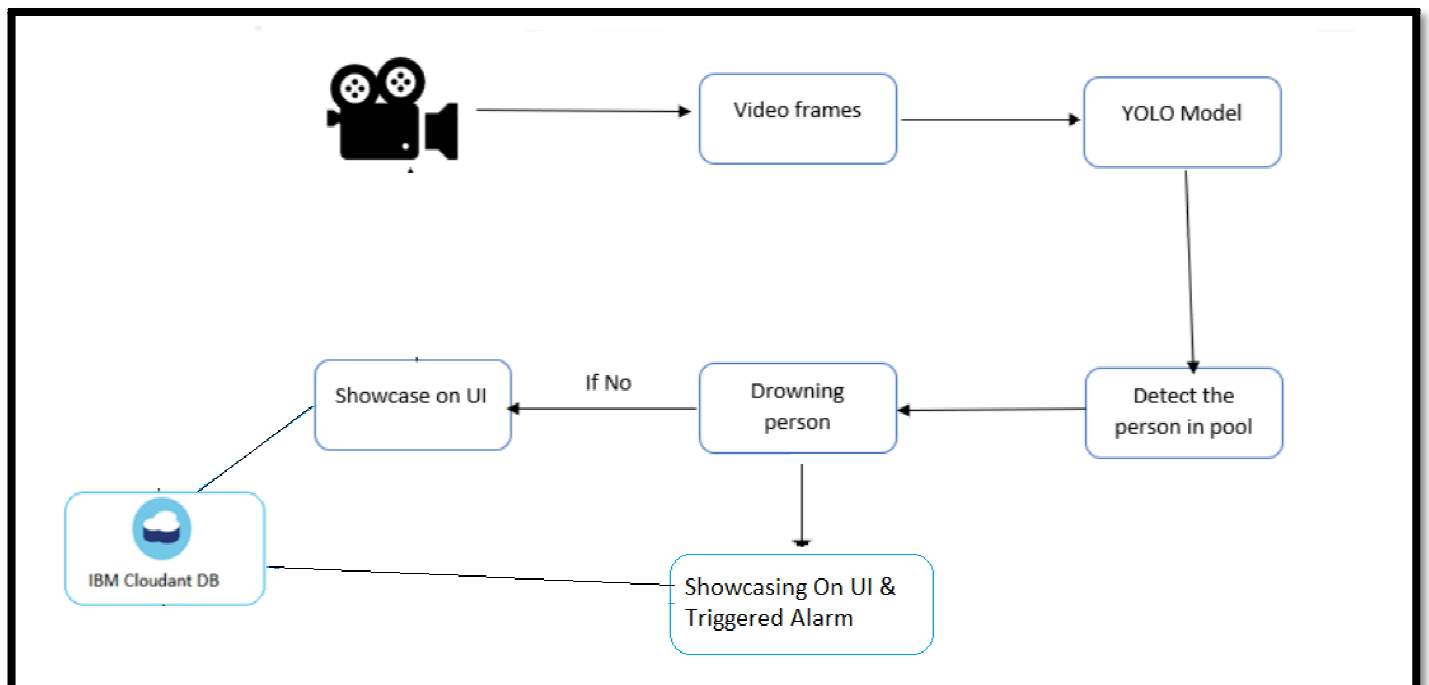 Video frames
YOLO Model
Detect the
person in pool
Drowning
person
If No
Showcase on UI
IBM Cloudant DB
Showcasing On UI &
Triggered Alarm